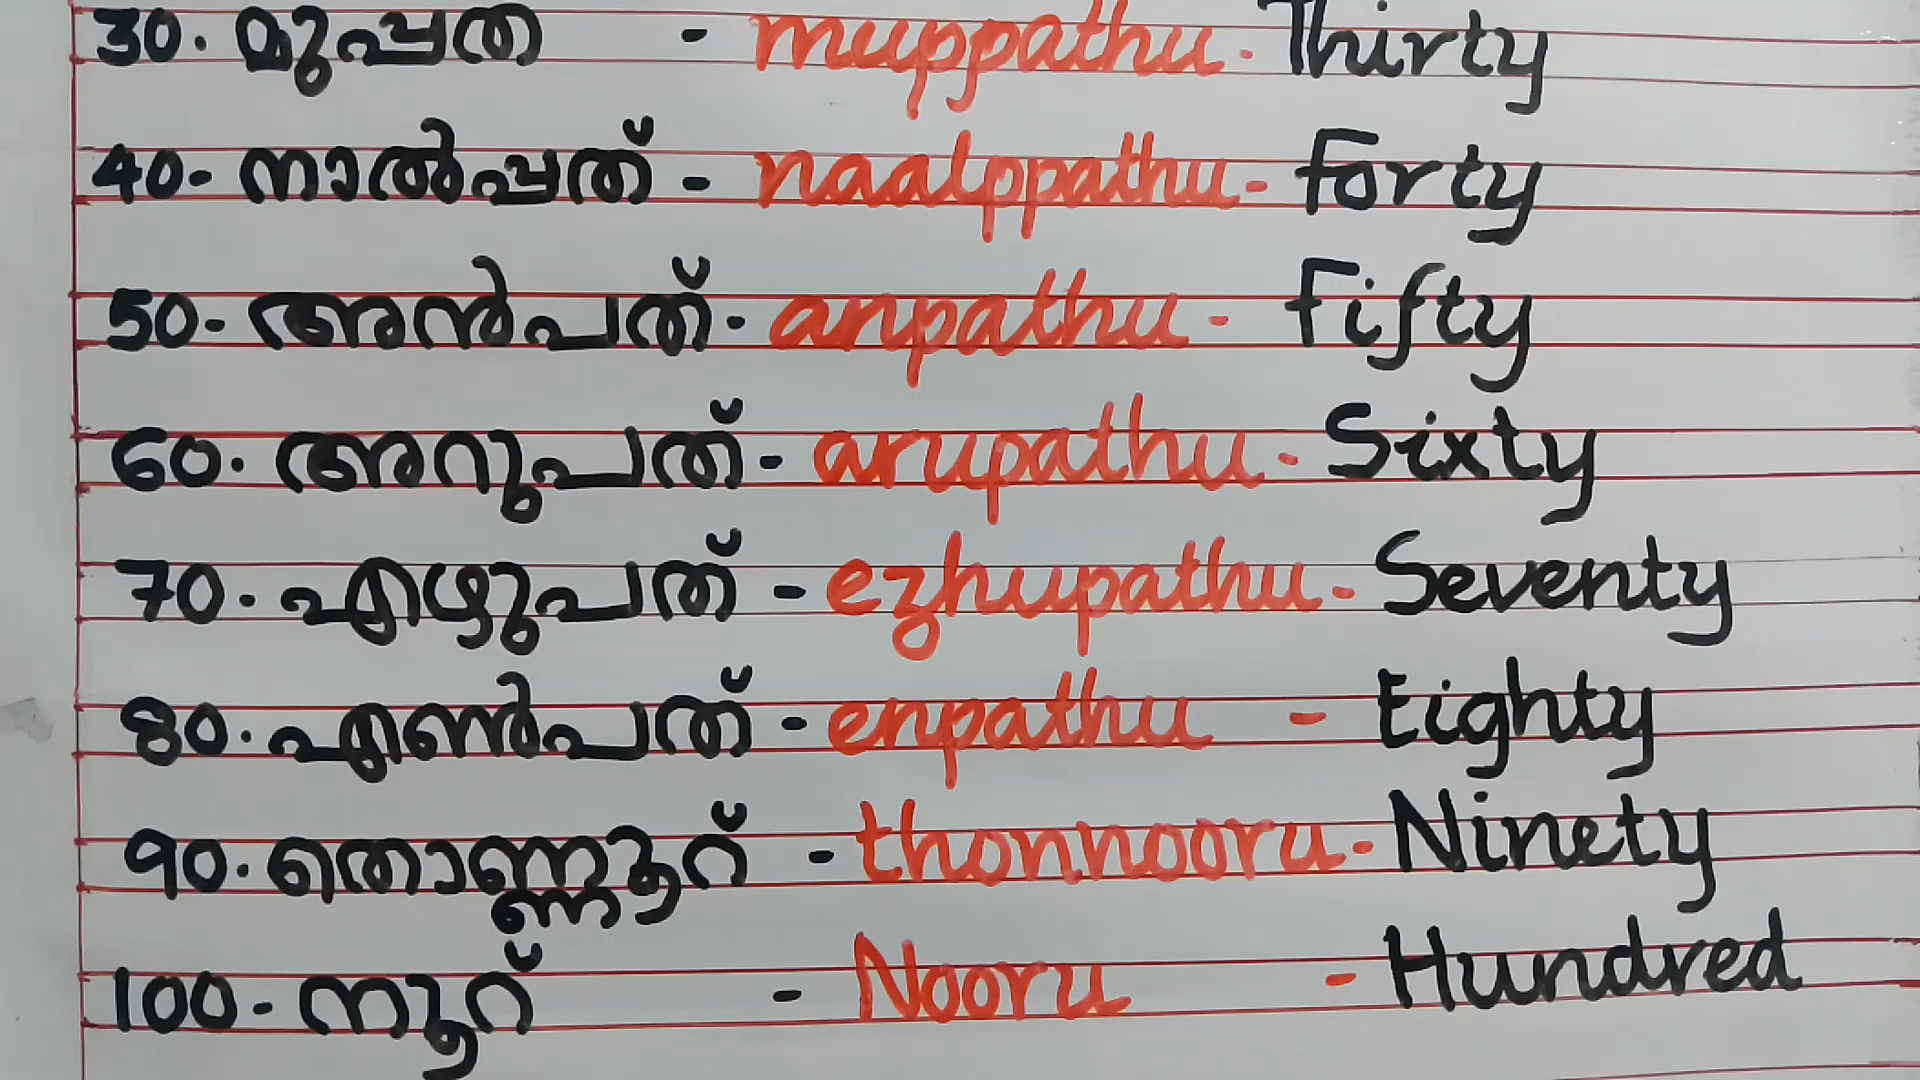 30. മുപ്പത - muppathu - Thirty
40 - നാൽപ്പത് - naalppathu - Forty
50 - അൻപത് - anpathu - Fifty
60. അറുപത് - arupathu - Sixty
70. എഴുപത് - ezhupathu - Seventy
80. എൺപത് - enpathu - Eighty
90. തൊണ്ണൂറ് - thonnooru - Ninety
100 - നൂറ് - Nooru - Hundred